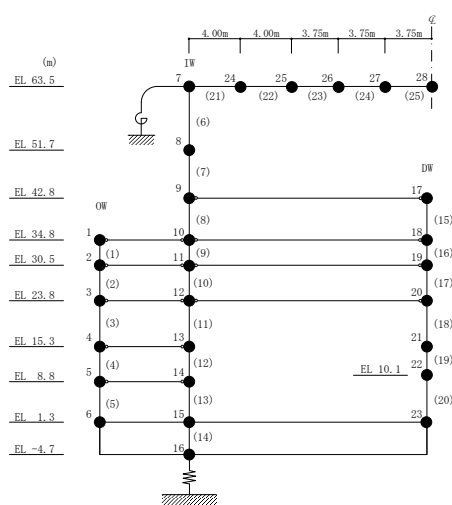 ℄
4.00m 4.00m 3.75m 3.75m 3.75m
(m) IW
EL 63.5 7 24 25 26 27 28
(21) (22) (23) (24) (25)
(6)
EL 51.7 8
(7) DW
EL 42.8 9 17
OW (8) (15)
EL 34.8 1 10 18
(1) (9) (16)
EL 30.5 2 11 19
(2) (10) (17)
EL 23.8 3 12 20
(3) (11) (18)
EL 15.3 4 13 21
(4) (12) (19)
EL 10.1 22
EL 8.8 5 14
(5) (13) (20)
EL 1.3 6 15 23
(14)
EL -4.7 16